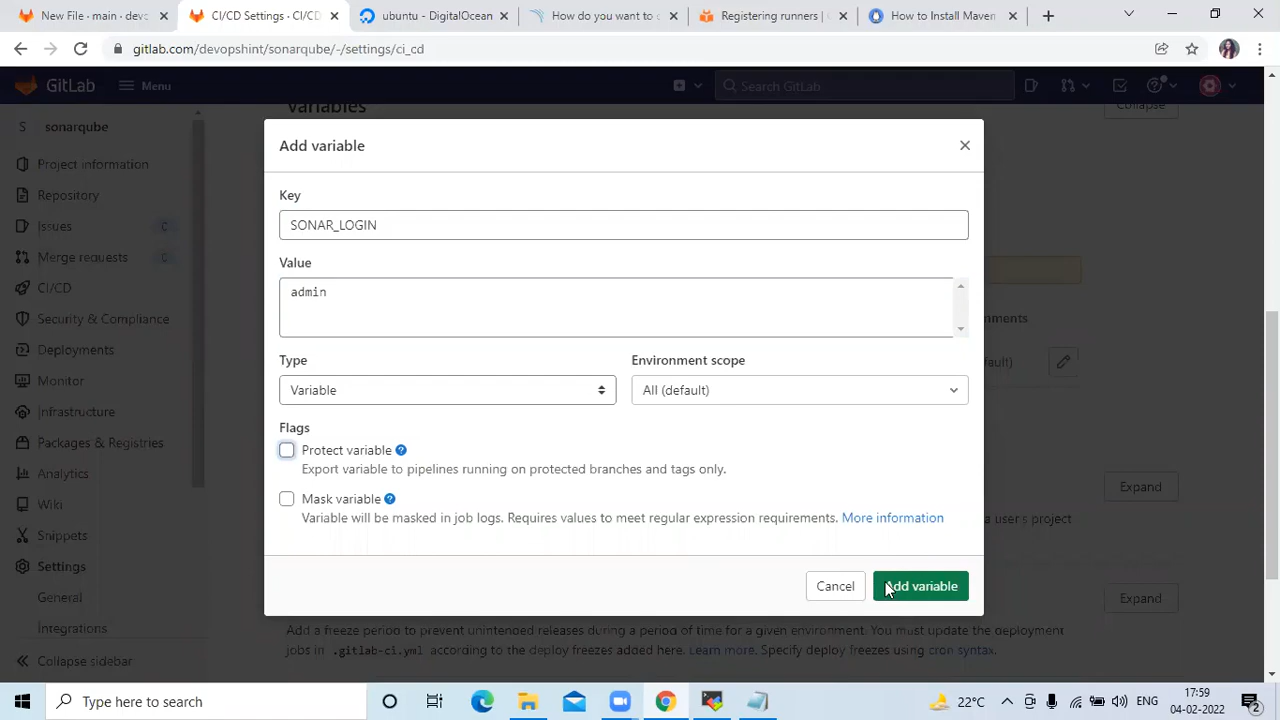 New File · main · devo
CI/CD Settings · CI/CD
ubuntu - DigitalOcean
How do you want to
Registering runners |
How to Install Maven
gitlab.com/devopshint/sonarqube/-/settings/ci_cd
GitLab
Menu
Search GitLab
Variables
Collapse
S sonarqube
Project information
Repository
Issues
Merge requests
CI/CD
Security & Compliance
Deployments
Monitor
Infrastructure
Packages & Registries
Analytics
Wiki
Snippets
Settings
General
Integrations
Collapse sidebar
Add variable
Key
SONAR_LOGIN
Value
admin
Type
Environment scope
Variable
All (default)
Flags
Protect variable
Export variable to pipelines running on protected branches and tags only.
Mask variable
Variable will be masked in job logs. Requires values to meet regular expression requirements. More information
Cancel
Add variable
Expand
a user's project
Expand
Add a freeze period to prevent unintended releases during a period of time for a given environment. You must update the deployment
jobs in .gitlab-ci.yml according to the deploy freezes added here. Learn more. Specify deploy freezes using cron syntax.
Type here to search
22°C
ENG
17:59
04-02-2022
2